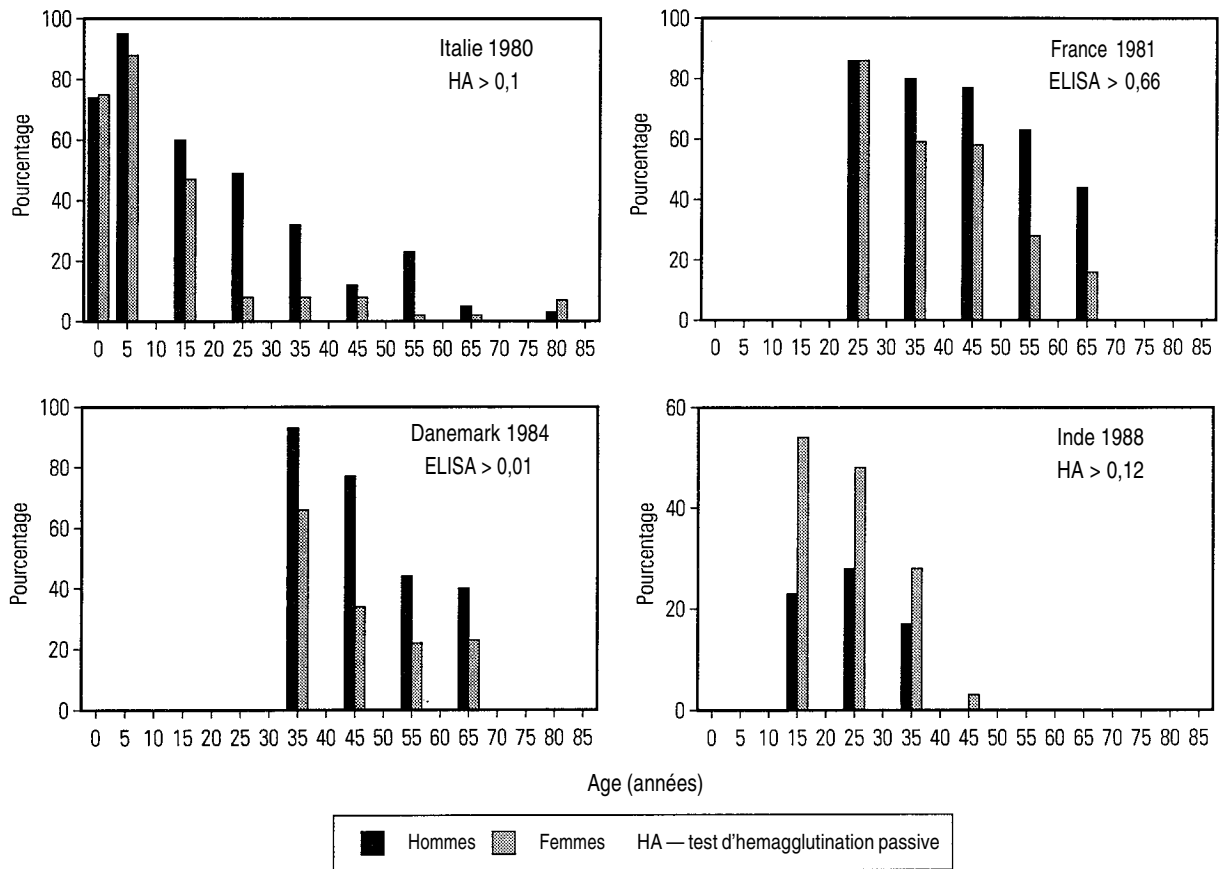 Italie 1980
HA > 0,1
Pourcentage
100
80
60
40
20
0
0 5 10 15 20 25 30 35 40 45 50 55 60 65 70 80 85
France 1981
ELISA > 0,66
Pourcentage
100
80
60
40
20
0
0 5 10 15 20 25 30 35 40 45 50 55 60 65 70 80 85
Danemark 1984
ELISA > 0,01
Pourcentage
100
80
60
40
20
0
0 5 10 15 20 25 30 35 40 45 50 55 60 65 70 80 85
Inde 1988
HA > 0,12
Pourcentage
60
40
20
0
0 5 10 15 20 25 30 35 40 45 50 55 60 65 70 80 85
Age (années)
Hommes Femmes HA — test d'hemagglutination passive